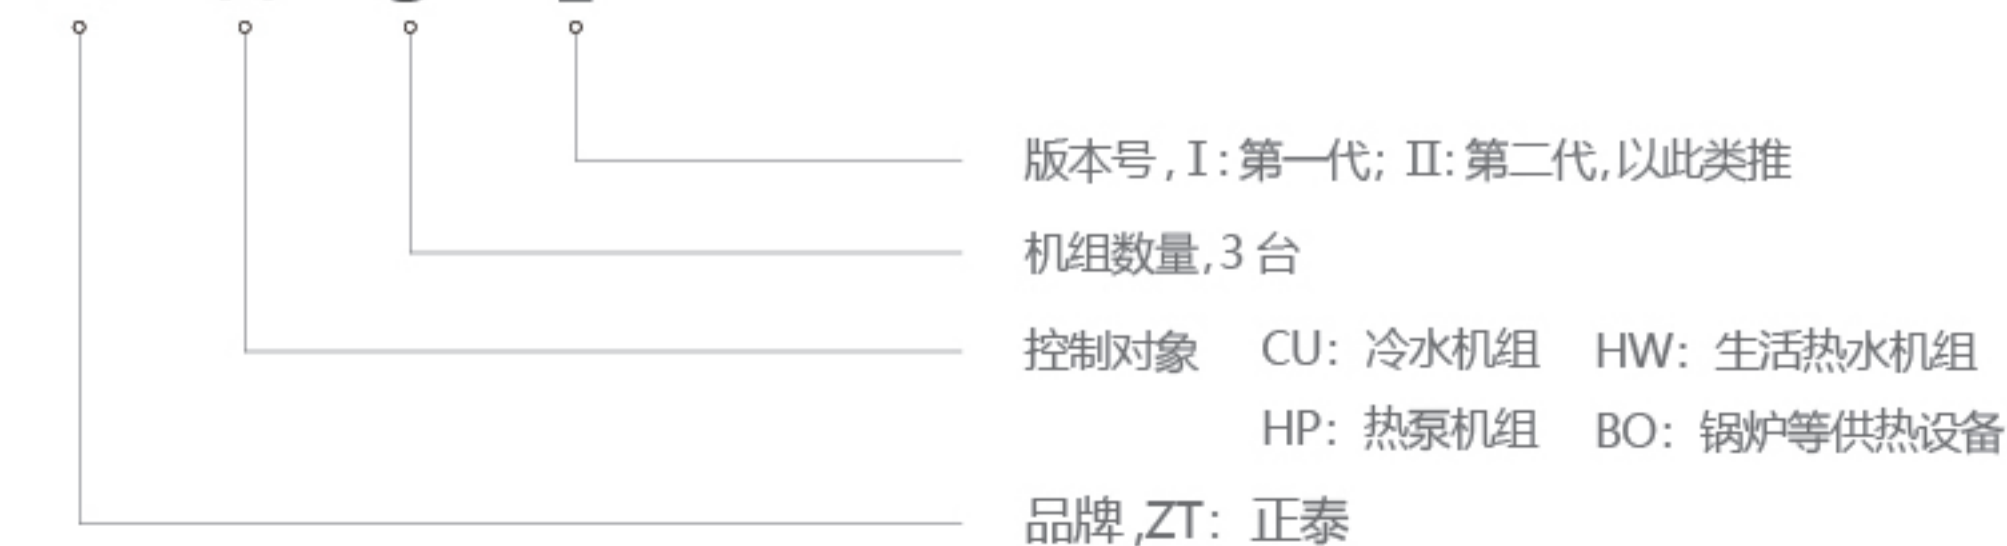 版本号, I : 第一代; II: 第二代, 以此类推
机组数量, 3 台
控制对象 CU: 冷水机组 HW: 生活热水机组
HP: 热泵机组 BO: 锅炉等供热设备
品牌, ZT: 正泰